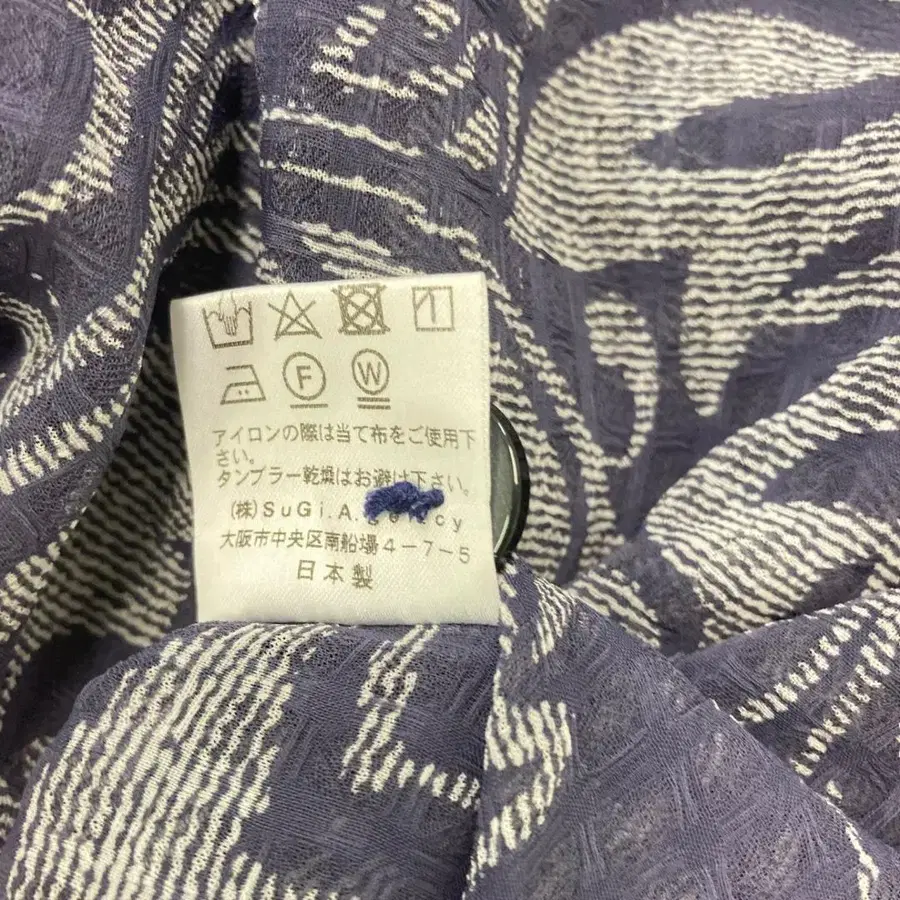 F W
アイロンの際は当て布をご使用下
さい。
タンブラー乾燥はお避け下さい。
(株)SuGi.A.gency
大阪市中央区南船場4-7-5
日本製